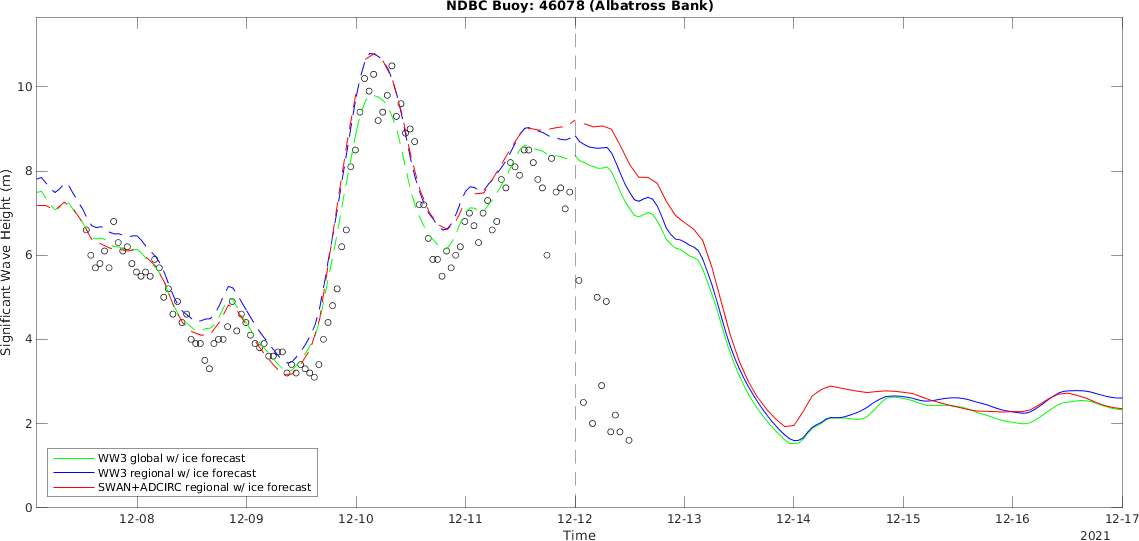 NDBC Buoy: 46078 (Albatross Bank)
Significant Wave Height (m)
10
8
6
4
2
0
WW3 global w/ ice forecast
WW3 regional w/ ice forecast
SWAN+ADCIRC regional w/ ice forecast
12-08 12-09 12-10 12-11 12-12 12-13 12-14 12-15 12-16 12-17
Time
2021